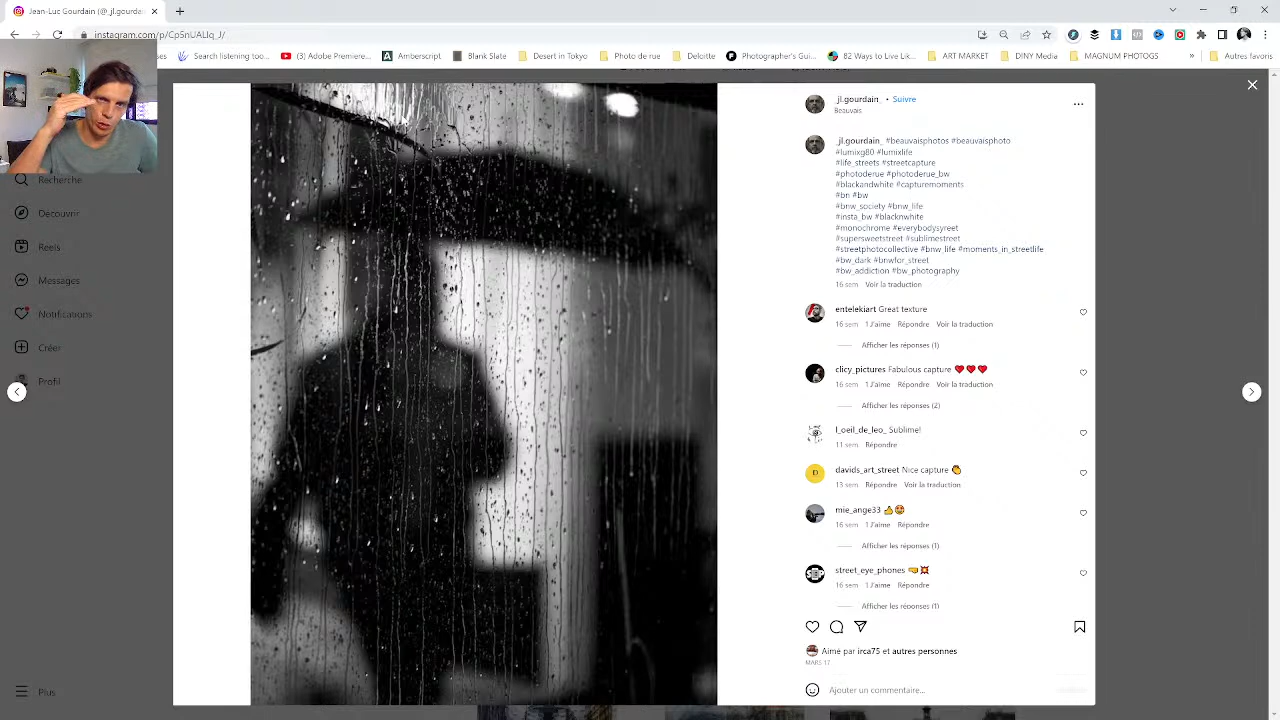 Jean-Luc Gourdain (@_jl.gourdai
instagram.com/p/CpSnUALIq_J/
Search listening too...
(3) Adobe Premiere...
Amberscript
Blank Slate
Desert in Tokyo
Photo de rue
Deloitte
Photographer's Gui...
82 Ways to Live Lik...
ART MARKET
DINY Media
MAGNUM PHOTOGS
»
Autres favoris
Recherche
Découvrir
Reels
Messages
Notifications
Créer
Profil
Plus
_jl.gourdain_ • Suivre
Beauvais
_jl.gourdain_ #beauvaisphotos #beauvaisphoto
#lumixg80 #lumixlife
#life_streets #streetcapture
#photoderue #photoderue_bw
#blackandwhite #capturemoments
#bn #bw
#bnw_society #bnw_life
#insta_bw #blacknwhite
#monochrome #everybodysyreet
#supersweetstreet #sublimestreet
#streetphotocollective #bnw_life #moments_in_streetlife
#bw_dark #bnwfor_street
#bw_addiction #bw_photography
16 sem Voir la traduction
entelekiart Great texture
16 sem 1 J'aime Répondre Voir la traduction
Afficher les réponses (1)
clicy_pictures Fabulous capture ❤️❤️❤️
16 sem 1 J'aime Répondre Voir la traduction
Afficher les réponses (2)
l_oeil_de_leo_ Sublime!
11 sem Répondre
davids_art_street Nice capture 👏
13 sem Répondre Voir la traduction
mie_ange33 👍😍
16 sem 1 J'aime Répondre
Afficher les réponses (1)
street_eye_phones 🤜💥
16 sem 1 J'aime Répondre
Afficher les réponses (1)
Aimé par irca75 et autres personnes
MARS 17
Ajouter un commentaire...